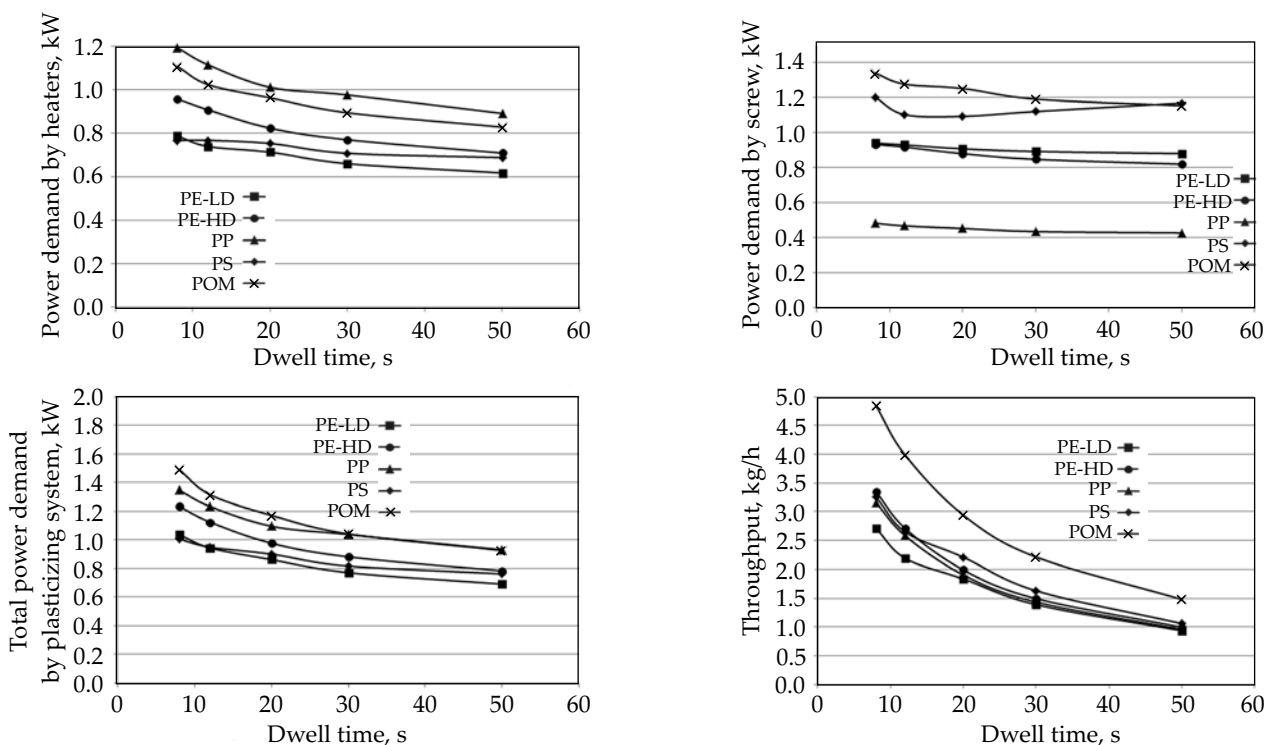 Power demand by heaters, kW
1.2
1.0
0.8
0.6
0.4
0.2
0.0
PE-LD
PE-HD
PP
PS
POM
0 10 20 30 40 50 60
Dwell time, s
Power demand by screw, kW
1.4
1.2
1.0
0.8
0.6
0.4
0.2
0.0
PE-LD
PE-HD
PP
PS
POM
0 10 20 30 40 50 60
Dwell time, s
Total power demand
by plasticizing system, kW
2.0
1.8
1.6
1.4
1.2
1.0
0.8
0.6
0.4
0.2
0.0
PE-LD
PE-HD
PP
PS
POM
0 10 20 30 40 50 60
Dwell time, s
Throughput, kg/h
5.0
4.5
4.0
3.5
3.0
2.5
2.0
1.5
1.0
0.5
0.0
PE-LD
PE-HD
PP
PS
POM
0 10 20 30 40 50 60
Dwell time, s